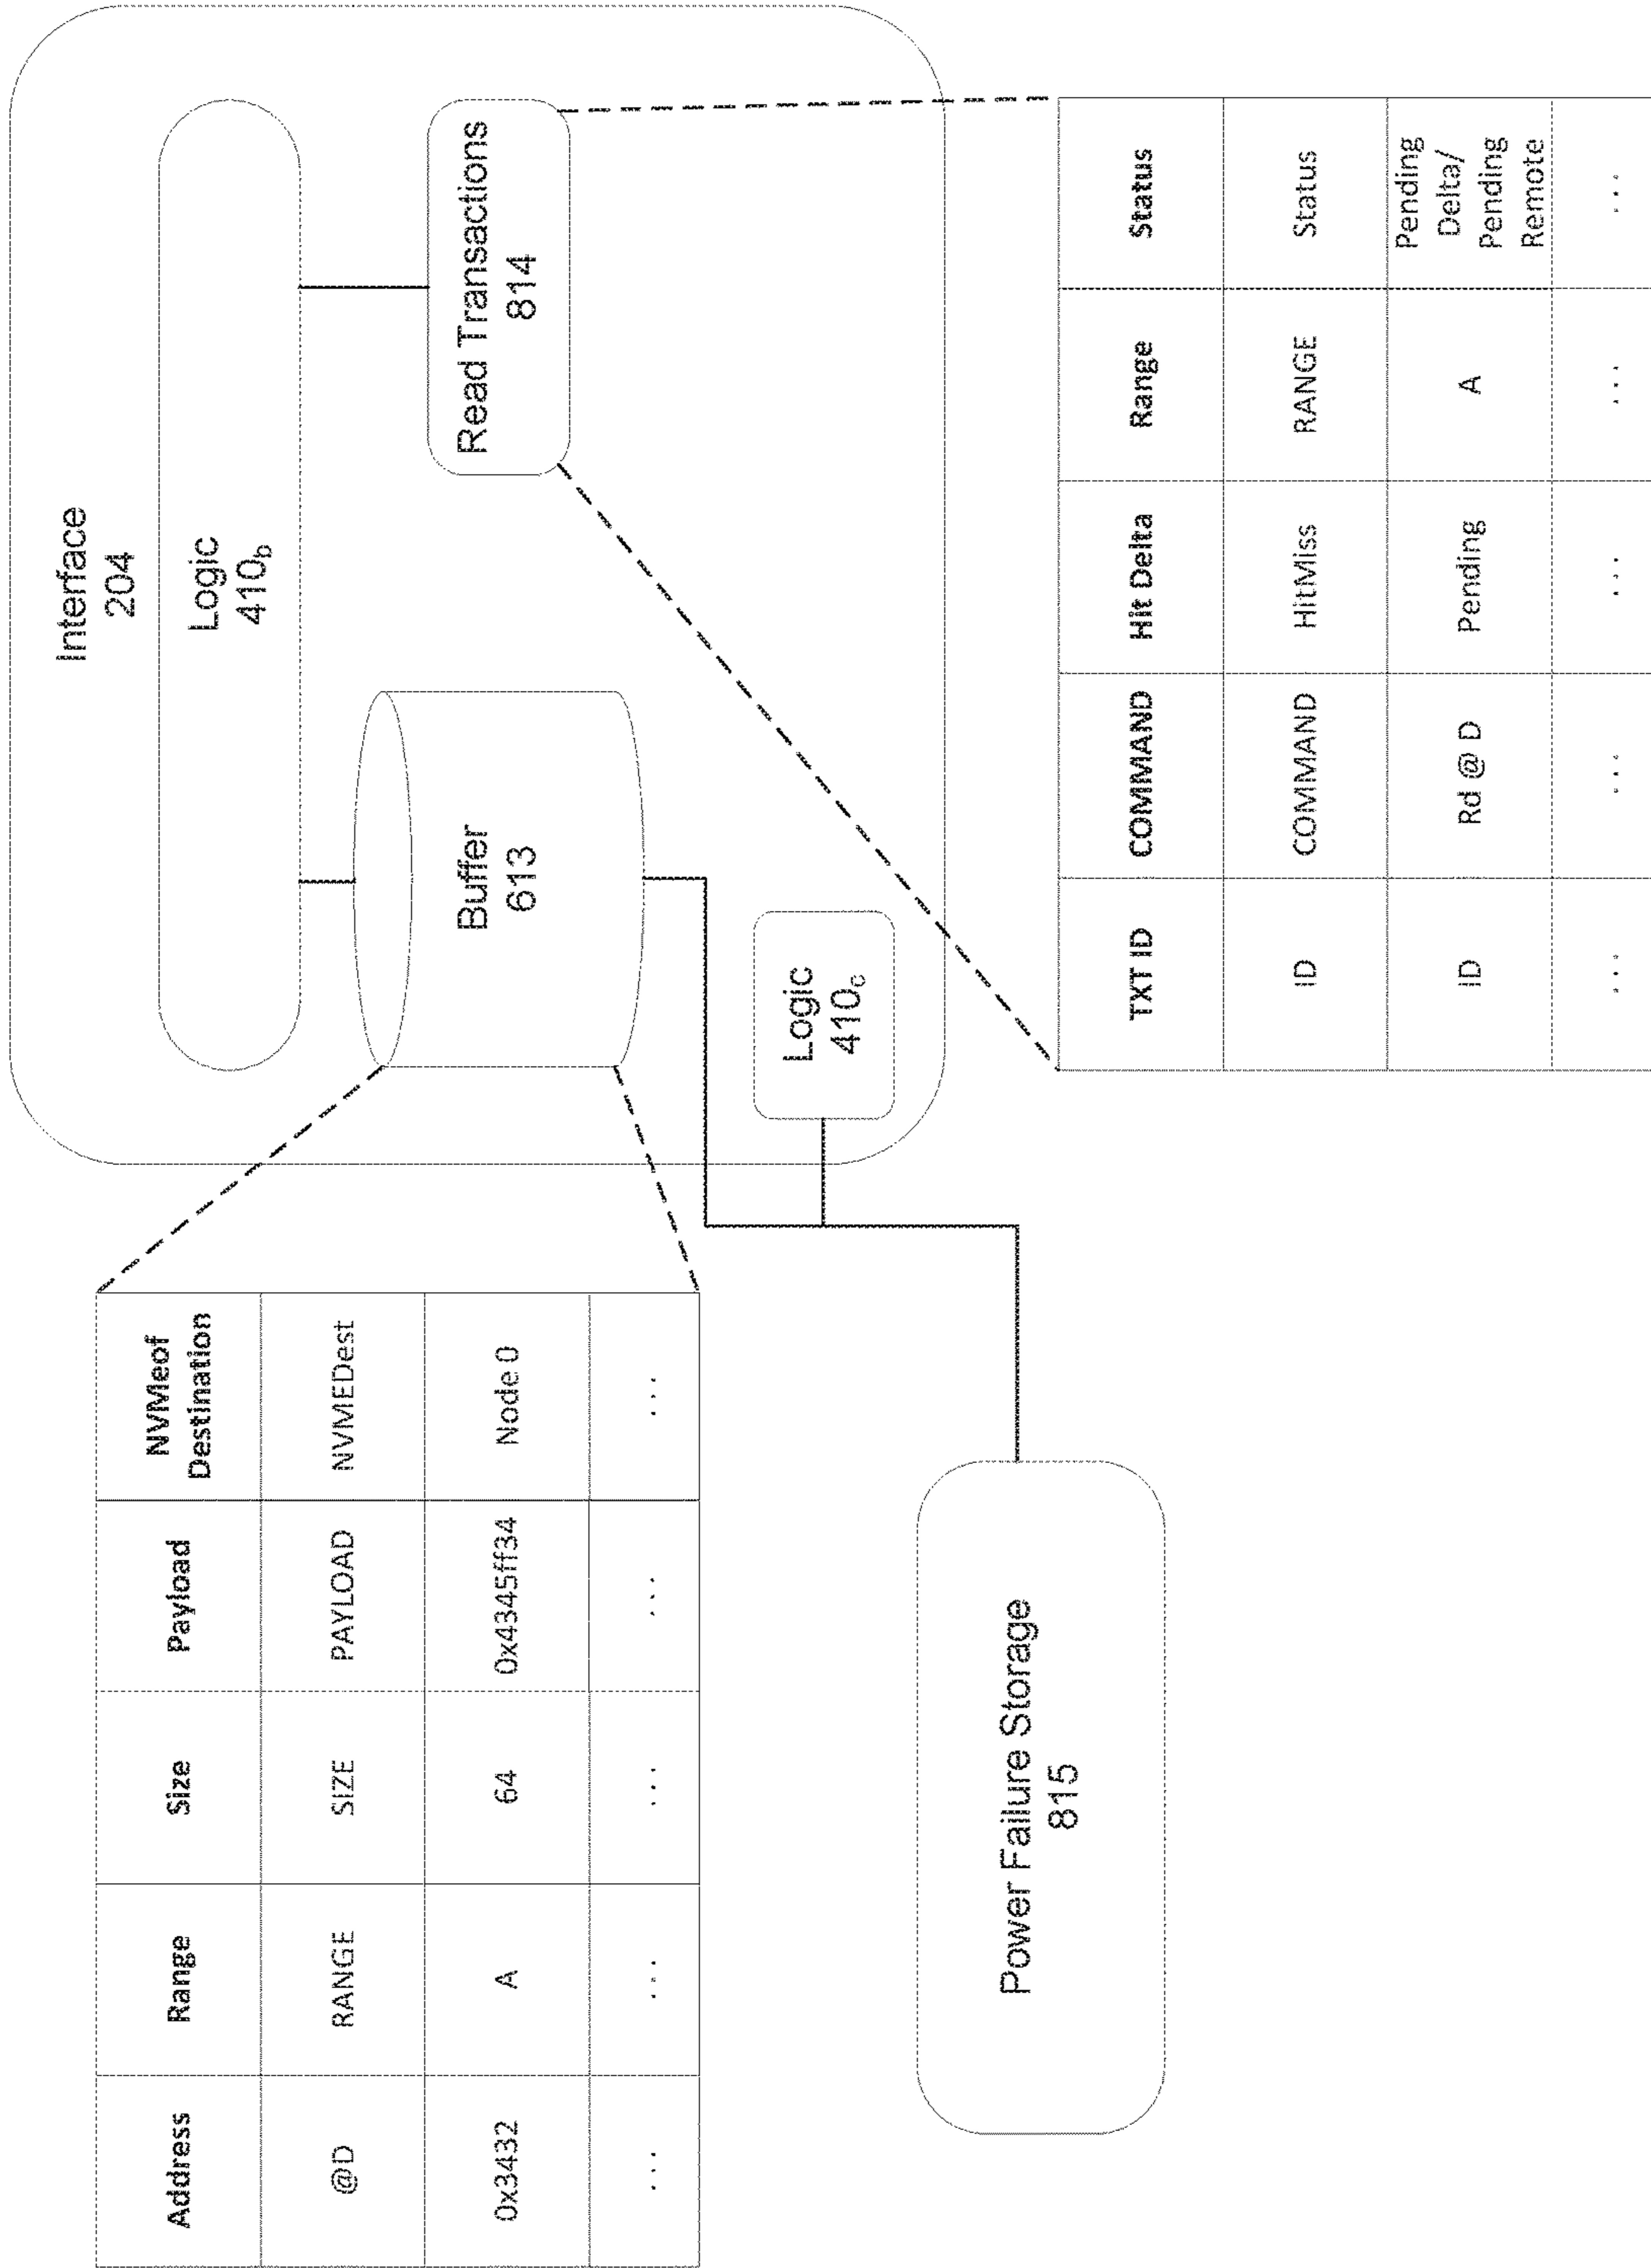 Interface
204
Logic
410b
Buffer
613
Read Transactions
814
Logic
410c
Address Range Size Payload NVMeof
Destination
@D RANGE SIZE PAYLOAD NVMEDest
0x3432 A 64 0x4345ff34 Node 0
... ... ... ... ...
Power Failure Storage
815
TXT ID COMMAND Hit Delta Range Status
ID COMMAND HitMiss RANGE Status
ID Rd @ D Pending A Pending
Delta/
Pending
Remote
... ... ... ... ...